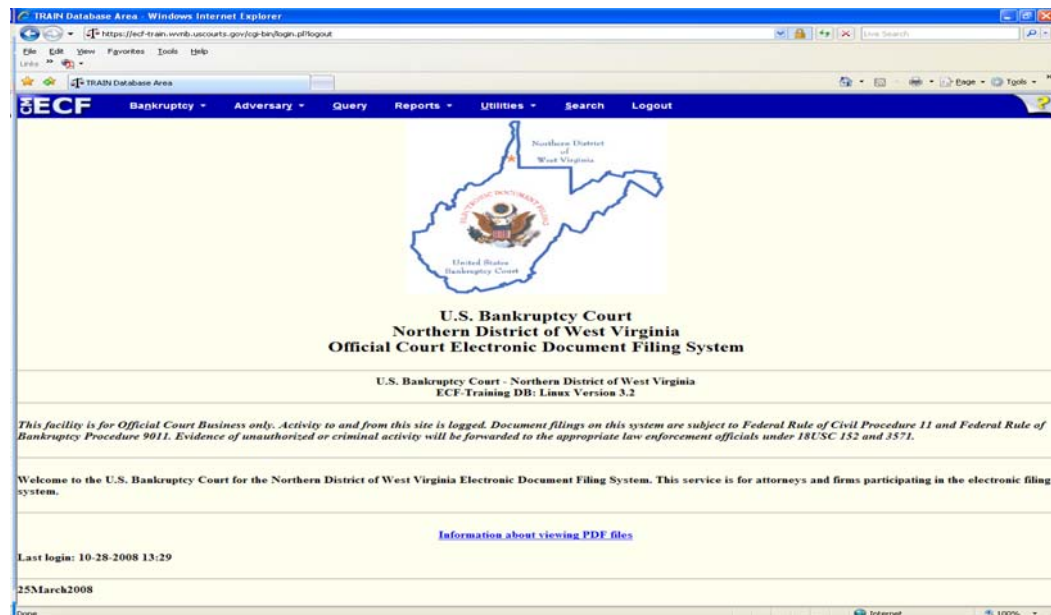 TRAIN Database Area - Windows Internet Explorer
https://ecf-train.wvnb.uscourts.gov/cgi-bin/login.pl?logout
Live Search
File Edit View Favorites Tools Help
Links »
TRAIN Database Area
Page Tools
CM ECF Bankruptcy Adversary Query Reports Utilities Search Logout ?
Northern District
of
West Virginia
ELECTRONIC DOCUMENT FILING
United States
Bankruptcy Court
U.S. Bankruptcy Court
Northern District of West Virginia
Official Court Electronic Document Filing System
U.S. Bankruptcy Court - Northern District of West Virginia
ECF-Training DB: Linux Version 3.2
This facility is for Official Court Business only. Activity to and from this site is logged. Document filings on this system are subject to Federal Rule of Civil Procedure 11 and Federal Rule of
Bankruptcy Procedure 9011. Evidence of unauthorized or criminal activity will be forwarded to the appropriate law enforcement officials under 18USC 152 and 3571.
Welcome to the U.S. Bankruptcy Court for the Northern District of West Virginia Electronic Document Filing System. This service is for attorneys and firms participating in the electronic filing
system.
Information about viewing PDF files
Last login: 10-28-2008 13:29
25March2008
Done Internet 100%